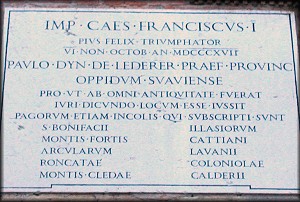 IMP · CAES · FRANCISCVS · I
PIVS FELIX · TRIVMPHATOR
VI · NON · OCTOB · AN · MDCCCXVII
PAVLO · DYN · DE · LEDERER · PRAEF · PROVINC
OPPIDVM · SVAVIENSE
PRO · VT · AB · OMNI · ANTIQVITATE · FVERAT
IVRI · DICVNDO · LOCVM · ESSE · IVSSIT
PAGORVM · ETIAM · INCOLIS · QVI · SVBSCRIPTI · SVNT
S · BONIFACII ILLASIORVM
MONTIS · FORTIS CATTIANI
ARCVLARVM LAVANII
RONCATAE COLONIOLAE
MONTIS · CLEDAE CALDERII